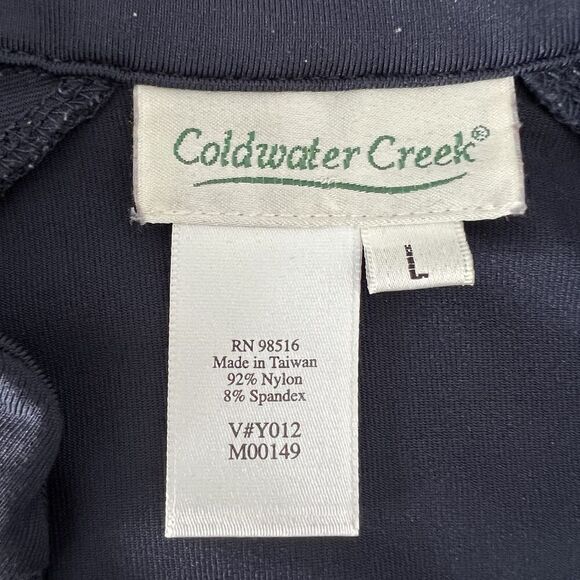 Coldwater Creek®
L
RN 98516
Made in Taiwan
92% Nylon
8% Spandex
V#Y012
M00149